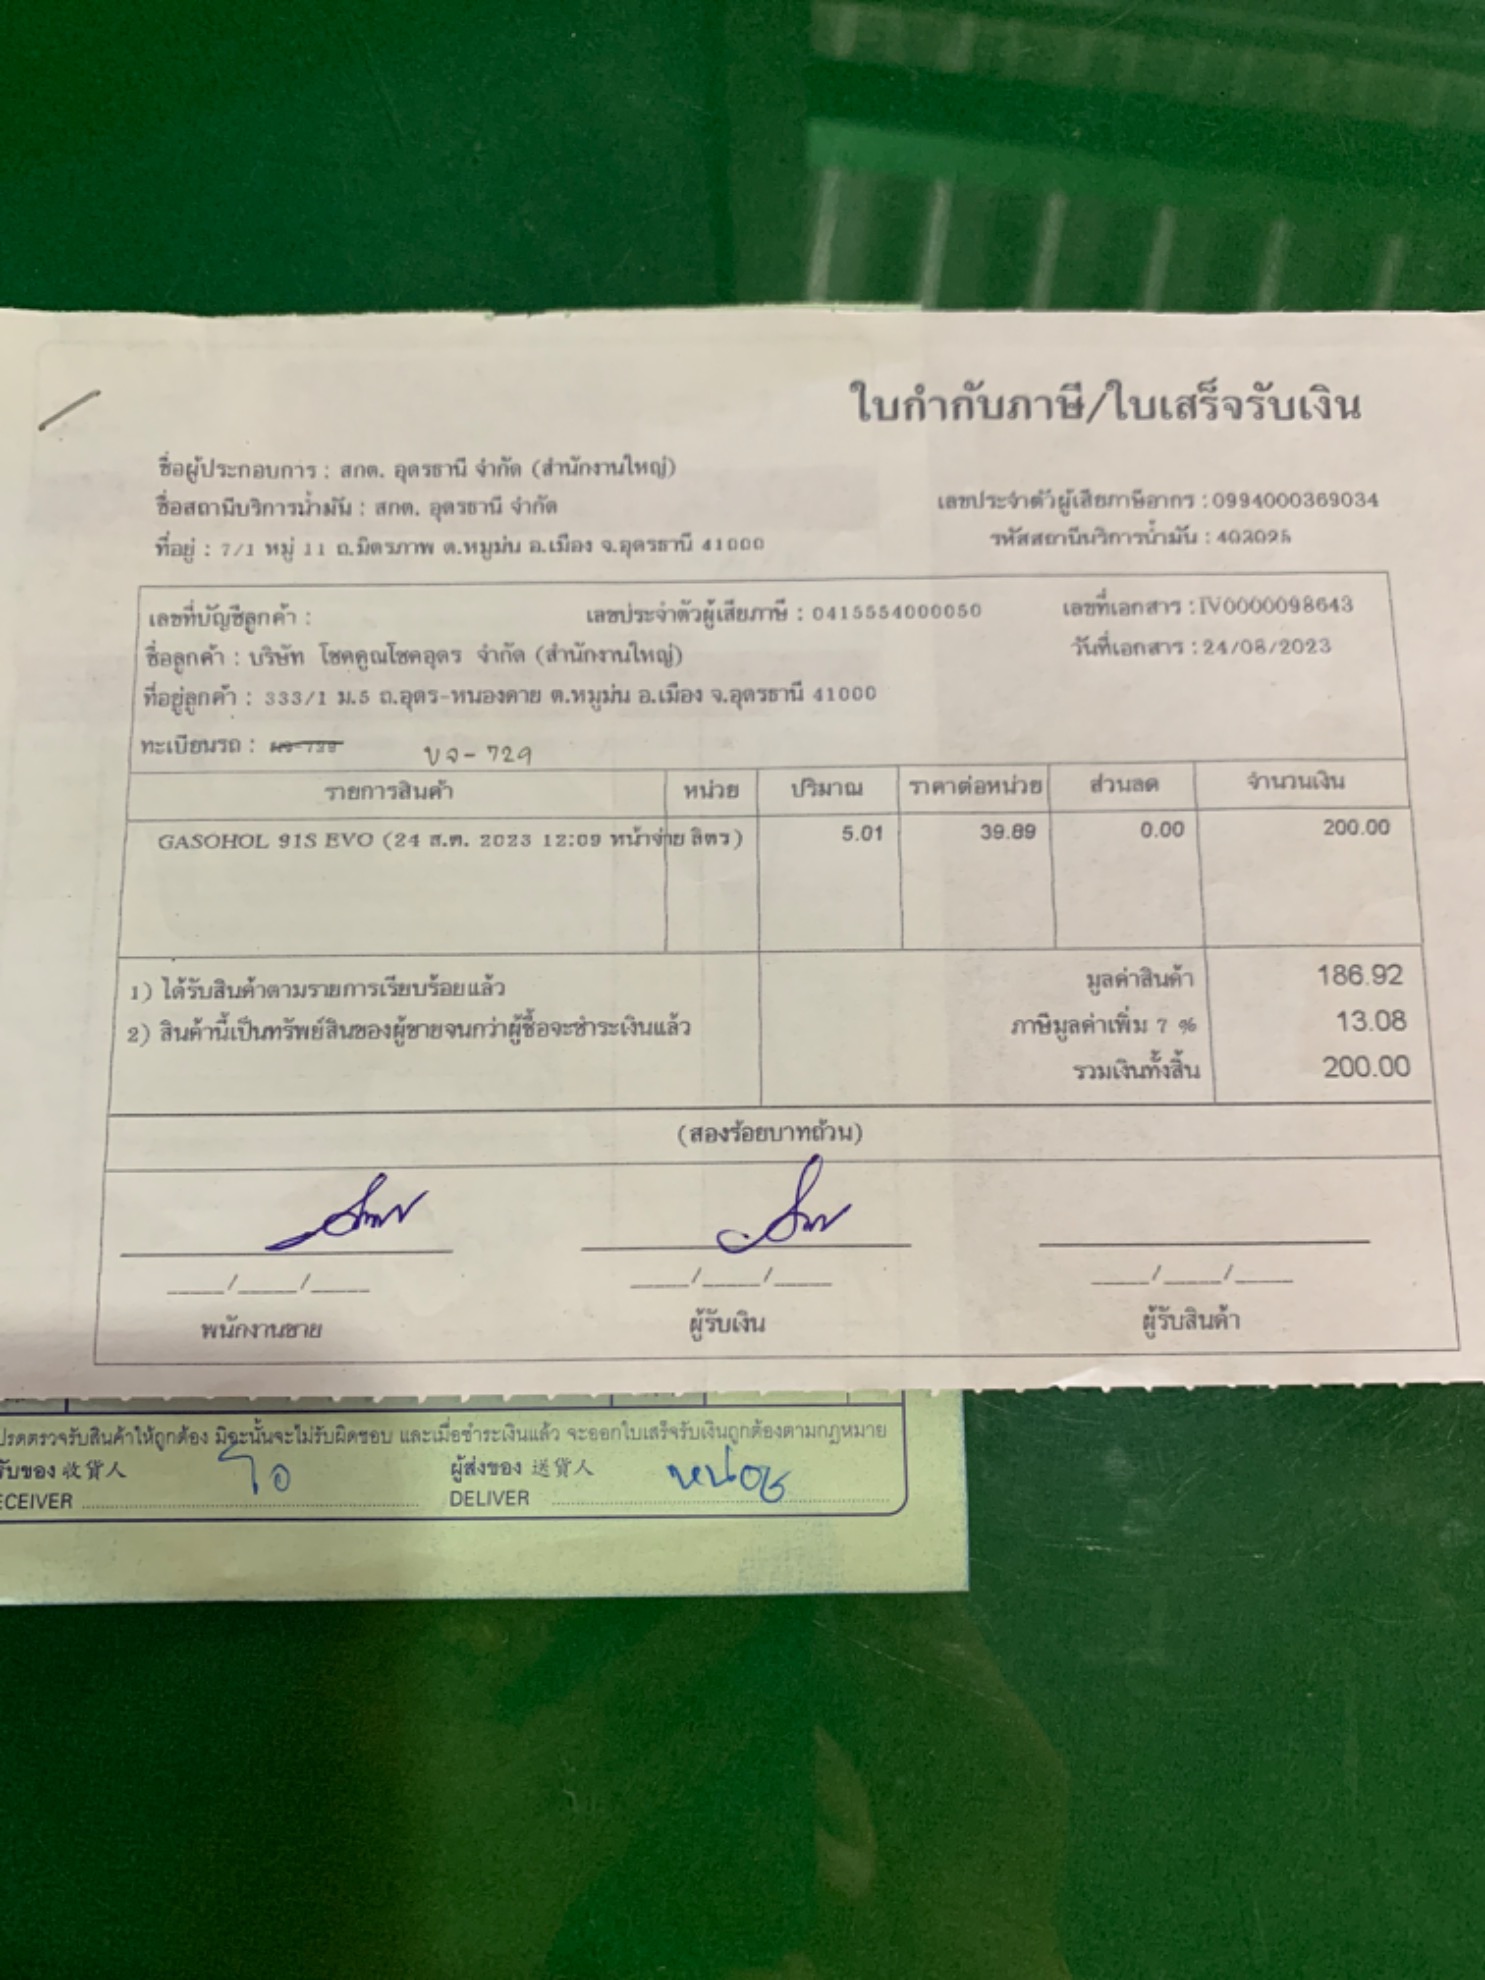 ใบกำกับภาษี/ใบเสร็จรับเงิน
ชื่อผู้ประกอบการ : สกต. อุดรธานี จำกัด (สำนักงานใหญ่)
ชื่อสถานีบริการน้ำมัน : สกต. อุดรธานี จำกัด
เลขประจำตัวผู้เสียภาษีอากร : 0994000369034
ที่อยู่ : 7/1 หมู่ 11 ถ.มิตรภาพ ต.หมูม่น อ.เมือง จ.อุดรธานี 41000
รหัสสถานีบริการน้ำมัน : 402025
เลขที่บัญชีลูกค้า : เลขประจำตัวผู้เสียภาษี : 0415554000050 เลขที่เอกสาร : IV0000098643
ชื่อลูกค้า : บริษัท โชคคูณโชคอุดร จำกัด (สำนักงานใหญ่) วันที่เอกสาร : 24/08/2023
ที่อยู่ลูกค้า : 333/1 ม.5 ถ.อุดร-หนองคาย ต.หมูม่น อ.เมือง จ.อุดรธานี 41000
ทะเบียนรถ : บจ-729
รายการสินค้า หน่วย ปริมาณ ราคาต่อหน่วย ส่วนลด จำนวนเงิน
GASOHOL 91S EVO (24 ส.ค. 2023 12:09 หน้าจ่าย ลิตร) 5.01 39.89 0.00 200.00
1) ได้รับสินค้าตามรายการเรียบร้อยแล้ว มูลค่าสินค้า 186.92
2) สินค้านี้เป็นทรัพย์สินของผู้ขายจนกว่าผู้ซื้อจะชำระเงินแล้ว ภาษีมูลค่าเพิ่ม 7 % 13.08
รวมเงินทั้งสิ้น 200.00
(สองร้อยบาทถ้วน)
___/___/___ ___/___/___ ___/___/___
พนักงานขาย ผู้รับเงิน ผู้รับสินค้า
ปรดตรวจรับสินค้าให้ถูกต้อง มิฉะนั้นจะไม่รับผิดชอบ และเมื่อชำระเงินแล้ว จะออกใบเสร็จรับเงินถูกต้องตามกฎหมาย
รับของ 收貨人 โอ ผู้ส่งของ 送貨人 หน่อย
ECEIVER DELIVER